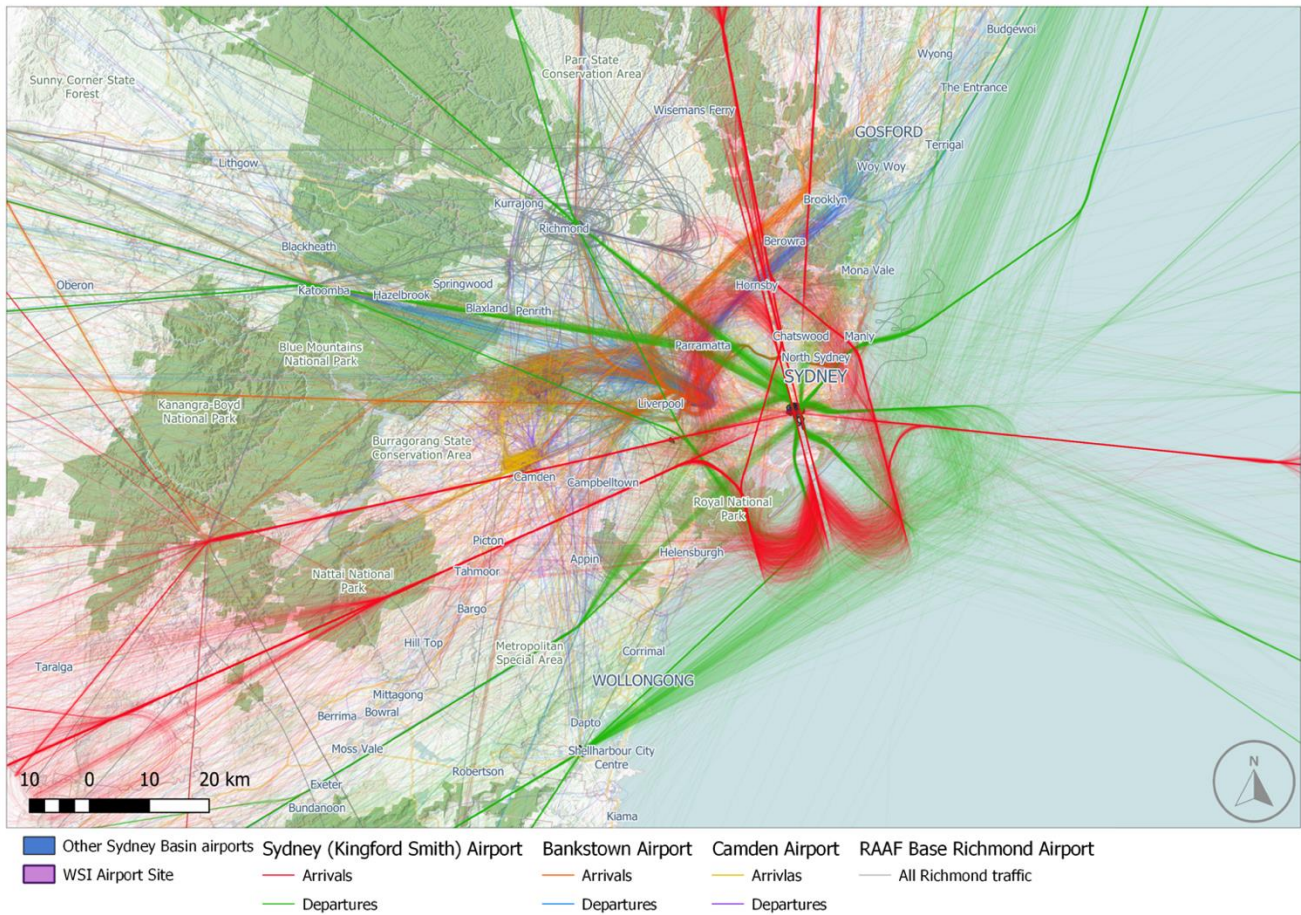 Budgewoi
Wyong
Parr State
Conservation Area
Sunny Corner State
Forest
The Entrance
Wisemans Ferry
GOSFORD
Terrigal
Lithgow
Woy Woy
Kurrajong
Brooklyn
Richmond
Blackheath
Berowra
Mona Vale
Oberon
Katoomba
Hazelbrook
Springwood
Hornsby
Blaxland
Penrith
Chatswood
Manly
Blue Mountains
National Park
Parramatta
North Sydney
SYDNEY
Kanangra-Boyd
National Park
Liverpool
Burragorang State
Conservation Area
Camden
Campbelltown
Royal National
Park
Picton
Helensburgh
Appin
Nattai National
Park
Tahmoor
Bargo
Hill Top
Metropolitan
Special Area
Corrimal
Taralga
WOLLONGONG
Mittagong
Berrima
Bowral
Dapto
Moss Vale
Shellharbour City
Centre
N
10 0 10 20 km
Robertson
Exeter
Bundanoon
Kiama
Other Sydney Basin airports
WSI Airport Site
Sydney (Kingford Smith) Airport
Arrivals
Departures
Bankstown Airport
Arrivals
Departures
Camden Airport
Arrivlas
Departures
RAAF Base Richmond Airport
All Richmond traffic